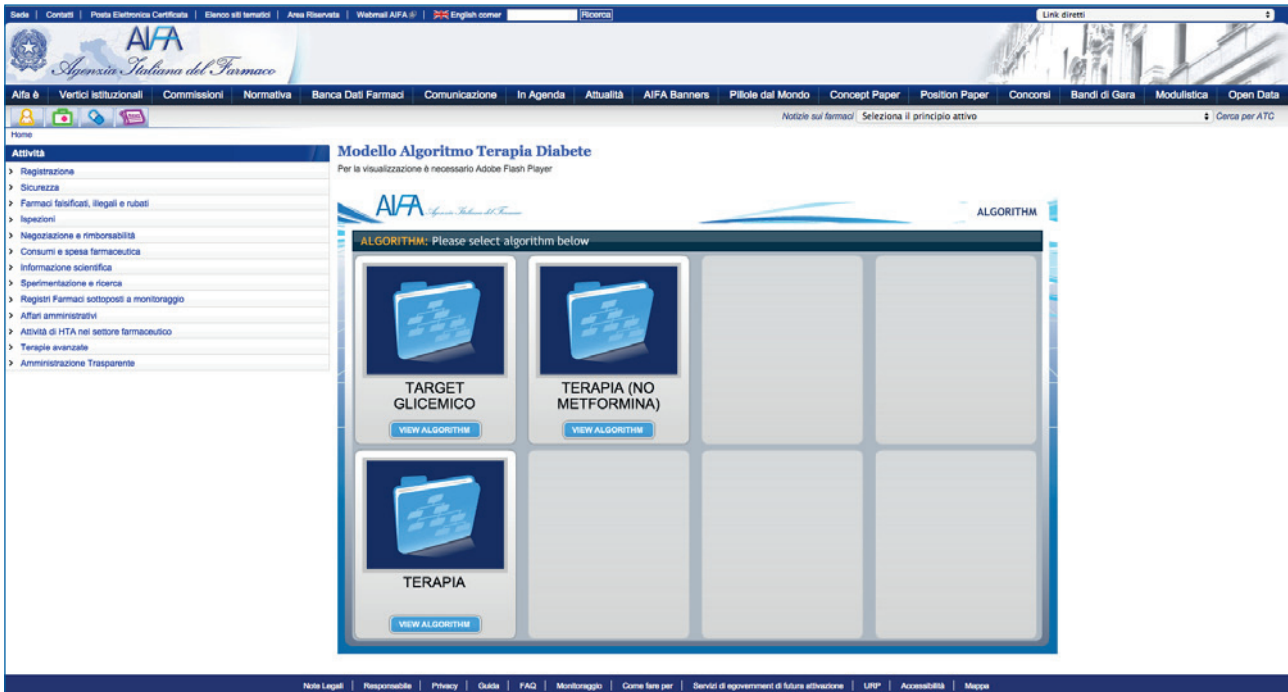 Sede | Contatti | Posta Elettronica Certificata | Elenco siti tematici | Area Riservata | Webmail AIFA | English corner Ricerca Link diretti
AIFA
Agenzia Italiana del Farmaco
Aifa è Vertici istituzionali Commissioni Normativa Banca Dati Farmaci Comunicazione In Agenda Attualità AIFA Banners Pillole dal Mondo Concept Paper Position Paper Concorsi Bandi di Gara Modulistica Open Data
Notizie sui farmaci Seleziona il principio attivo Cerca per ATC
Home
Attività
Registrazione
Sicurezza
Farmaci falsificati, illegali e rubati
Ispezioni
Negoziazione e rimborsabilità
Consumi e spesa farmaceutica
Informazione scientifica
Sperimentazione e ricerca
Registri Farmaci sottoposti a monitoraggio
Affari amministrativi
Attività di HTA nel settore farmaceutico
Terapie avanzate
Amministrazione Trasparente
Modello Algoritmo Terapia Diabete
Per la visualizzazione è necessario Adobe Flash Player
AIFA Agenzia Italiana del Farmaco ALGORITHM
ALGORITHM: Please select algorithm below
TARGET
GLICEMICO
VIEW ALGORITHM
TERAPIA (NO
METFORMINA)
VIEW ALGORITHM
TERAPIA
VIEW ALGORITHM
Note Legali | Responsabile | Privacy | Guida | FAQ | Monitoraggio | Come fare per | Servizi di egovernment di futura attivazione | URP | Accessibilità | Mappa